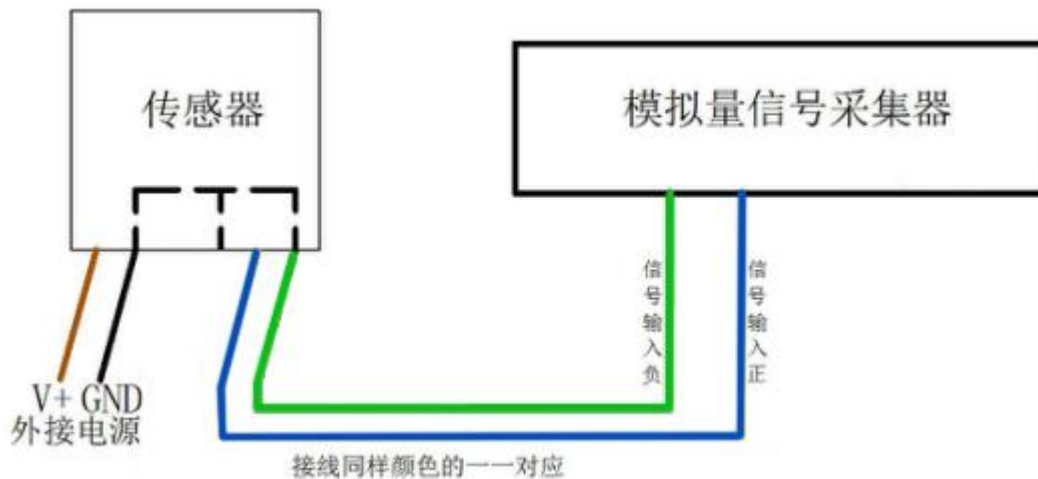 传感器
模拟量信号采集器
信号输入负
信号输入正
V+ GND
外接电源
接线同样颜色的一一对应